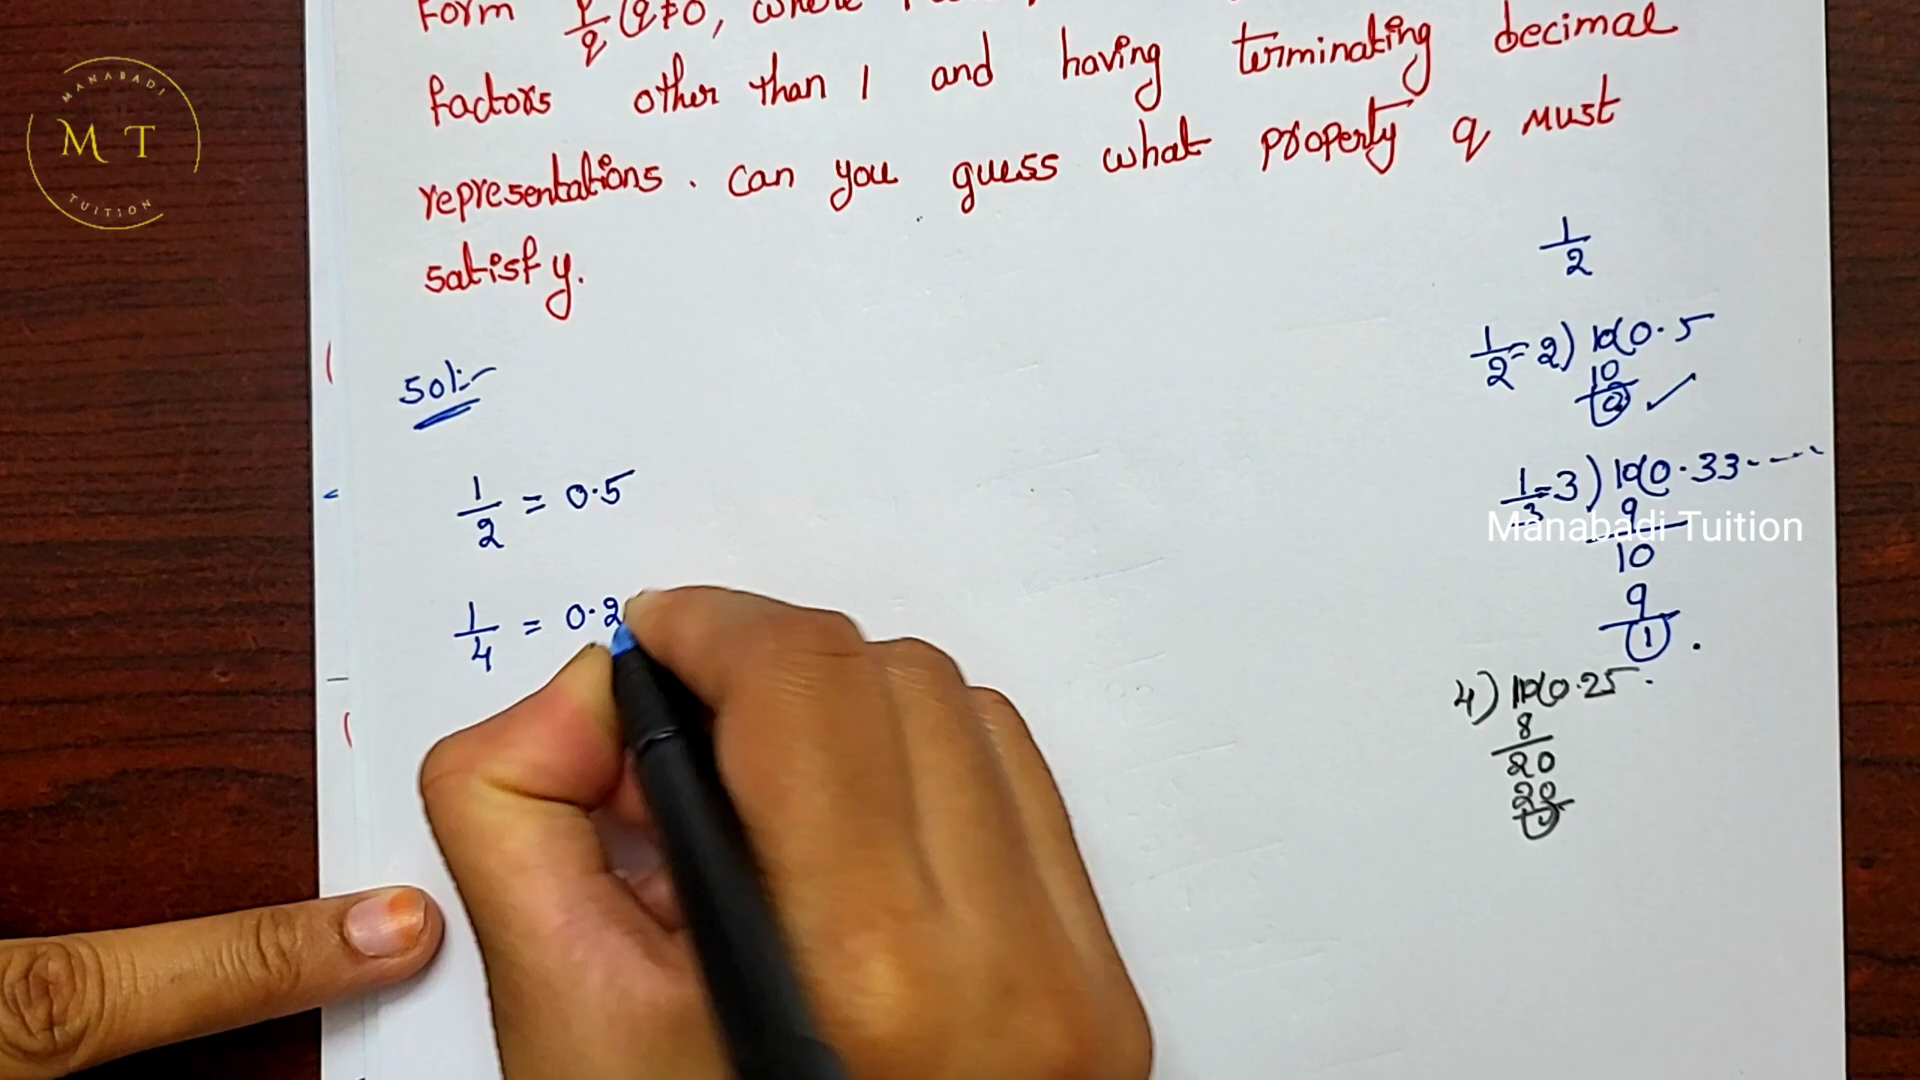 MANABADI
M T
TUITION
Form p/q (q≠0, where
factors other than 1 and having terminating decimal
representations. Can you guess what property q must
satisfy.
Sol:-
1/2 = 0.5
1/4 = 0.2
1/2
1/2 = 2) 10(0.5
10
0 ✓
1/3 = 3) 10(0.33----
9
Manabadi Tuition
10
9
1 .
4) 10(0.25.
8
20
20
0